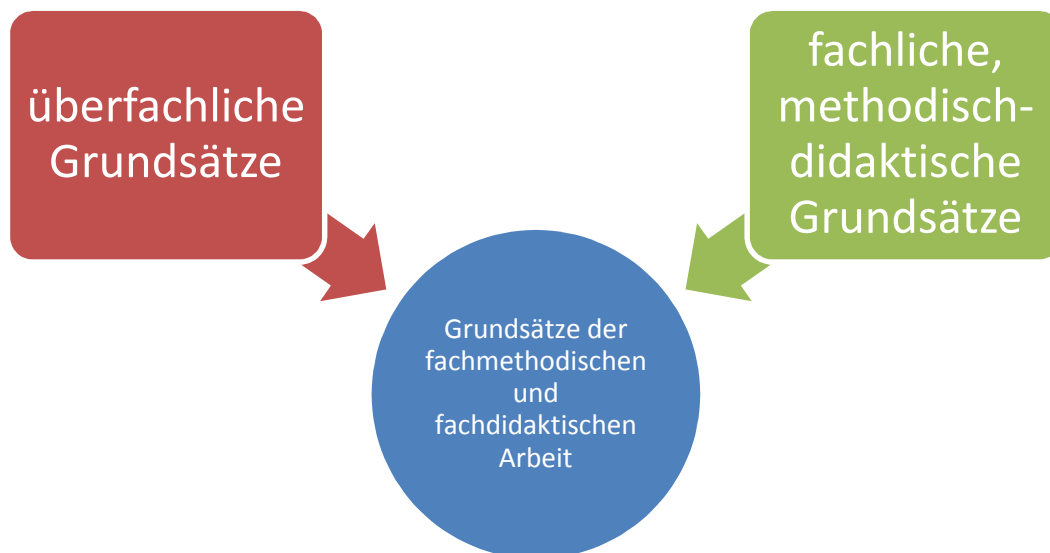 überfachliche
Grundsätze
fachliche,
methodisch-
didaktische
Grundsätze
Grundsätze der
fachmethodischen
und
fachdidaktischen
Arbeit